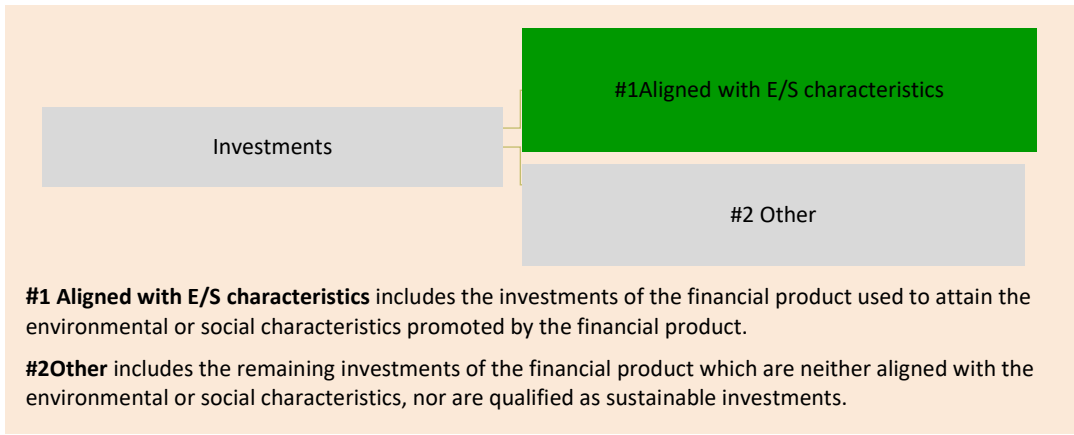 #1Aligned with E/S characteristics
Investments
#2 Other
#1 Aligned with E/S characteristics includes the investments of the financial product used to attain the
environmental or social characteristics promoted by the financial product.
#2Other includes the remaining investments of the financial product which are neither aligned with the
environmental or social characteristics, nor are qualified as sustainable investments.